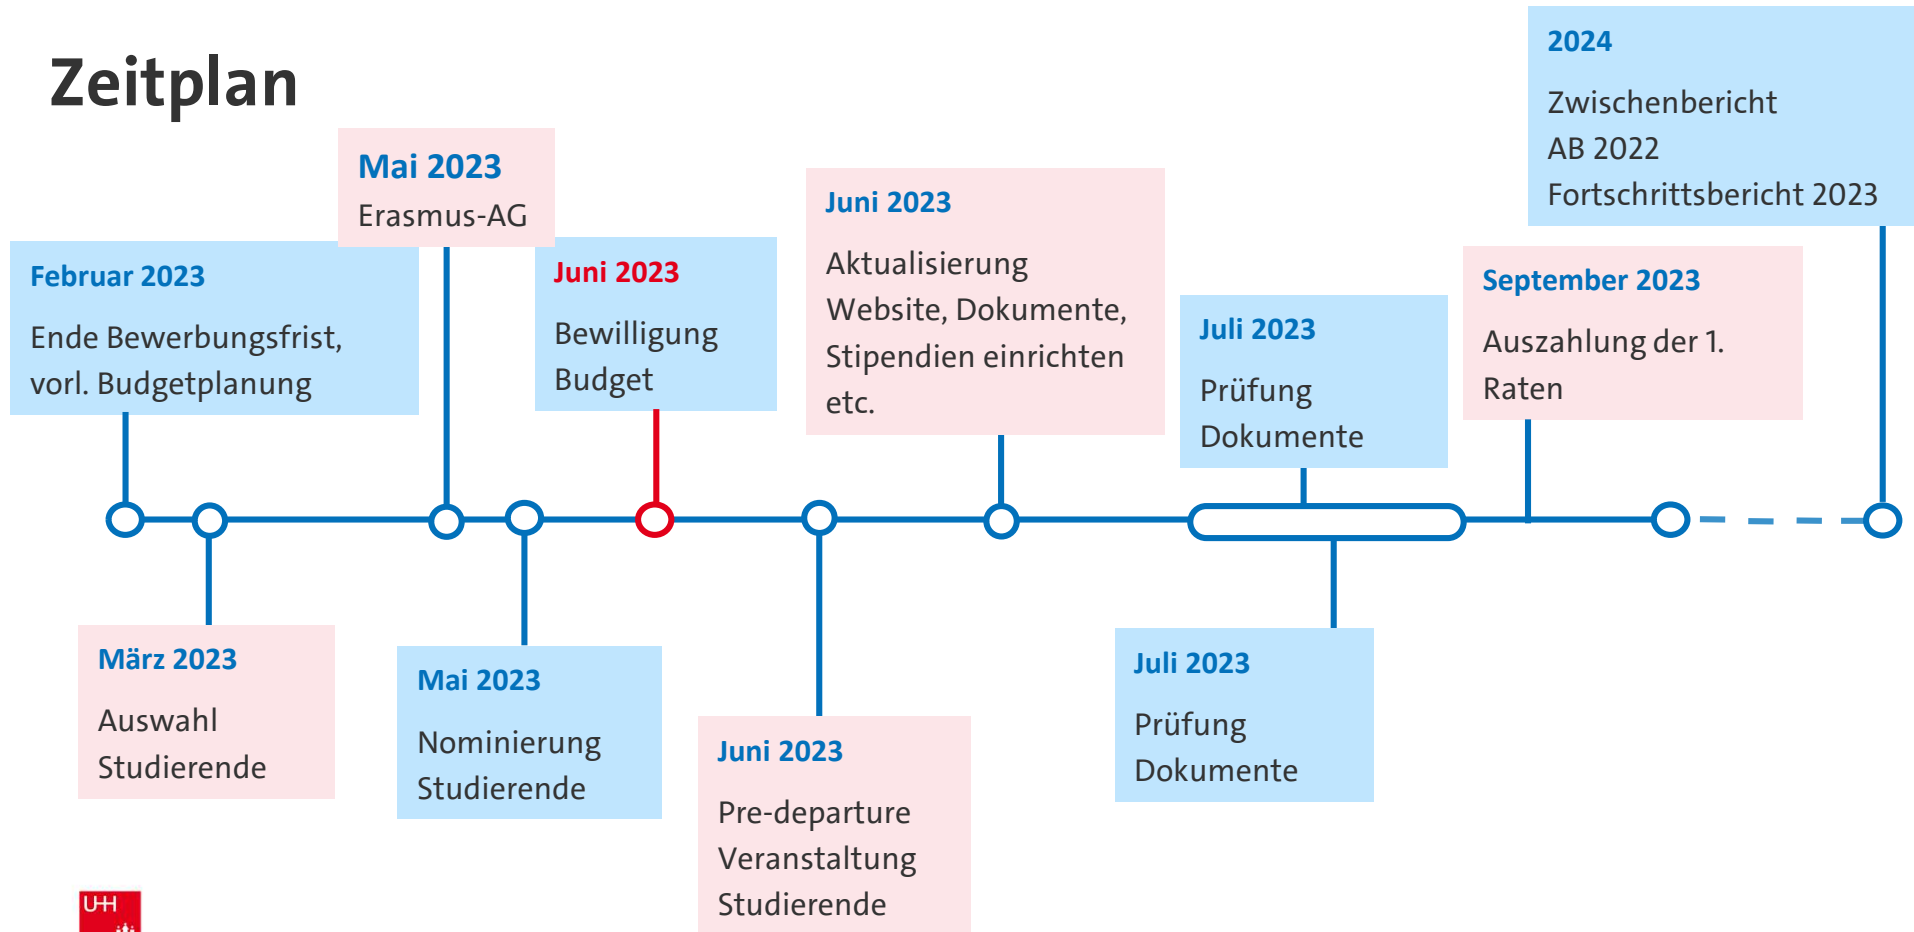 Zeitplan
Februar 2023
Ende Bewerbungsfrist,
vorl. Budgetplanung
März 2023
Auswahl
Studierende
Mai 2023
Erasmus-AG
Mai 2023
Nominierung
Studierende
Juni 2023
Bewilligung
Budget
Juni 2023
Pre-departure
Veranstaltung
Studierende
Juni 2023
Aktualisierung
Website, Dokumente,
Stipendien einrichten
etc.
Juli 2023
Prüfung
Dokumente
Juli 2023
Prüfung
Dokumente
September 2023
Auszahlung der 1.
Raten
2024
Zwischenbericht
AB 2022
Fortschrittsbericht 2023
UHH